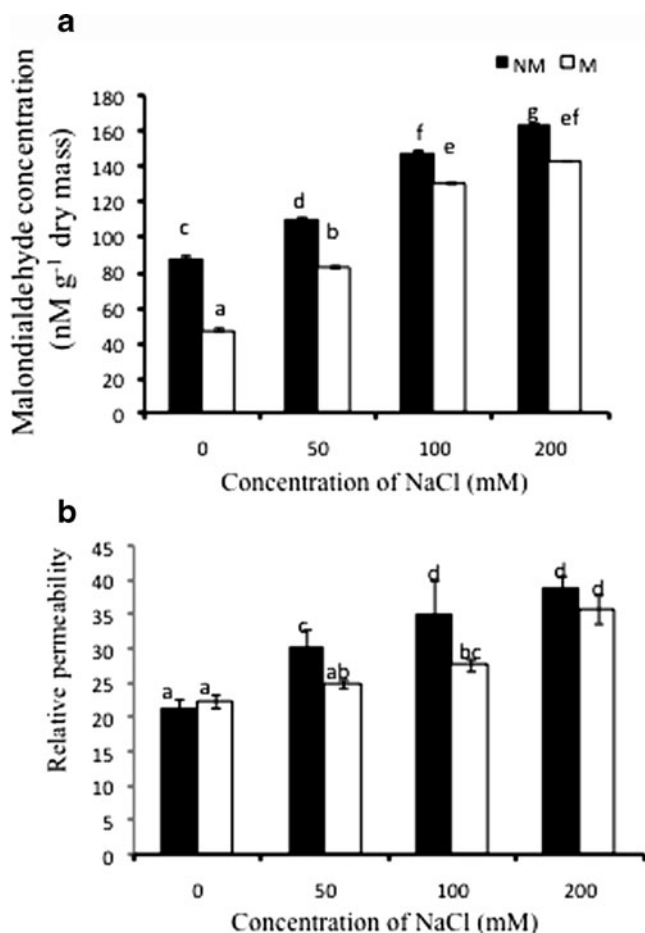 a
NM M
Malondialdehyde concentration
(nM g⁻¹ dry mass)
180
160
140
120
100
80
60
40
20
0
c
a
d
b
f
e
g
ef
0 50 100 200
Concentration of NaCl (mM)
b
Relative permeability
45
40
35
30
25
20
15
10
5
0
a
a
c
ab
d
bc
d
d
0 50 100 200
Concentration of NaCl (mM)